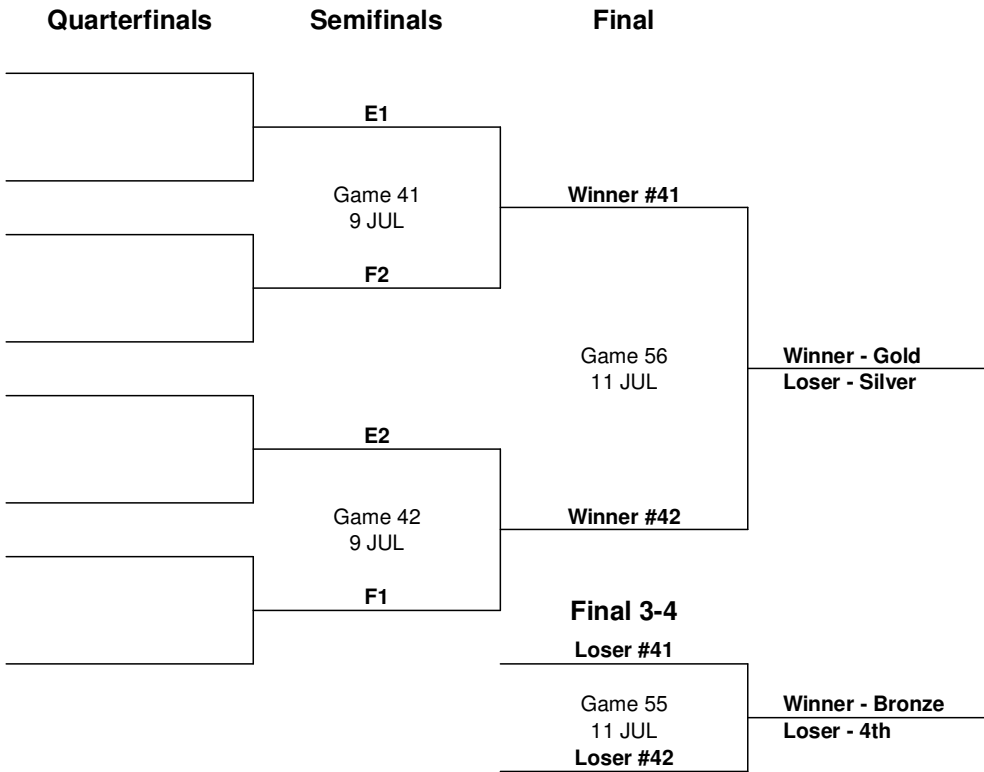 Quarterfinals Semifinals Final
E1
Game 41
9 JUL
Winner #41
F2
Game 56
11 JUL
Winner - Gold
Loser - Silver
E2
Game 42
9 JUL
Winner #42
F1
Final 3-4
Loser #41
Game 55
11 JUL
Winner - Bronze
Loser - 4th
Loser #42